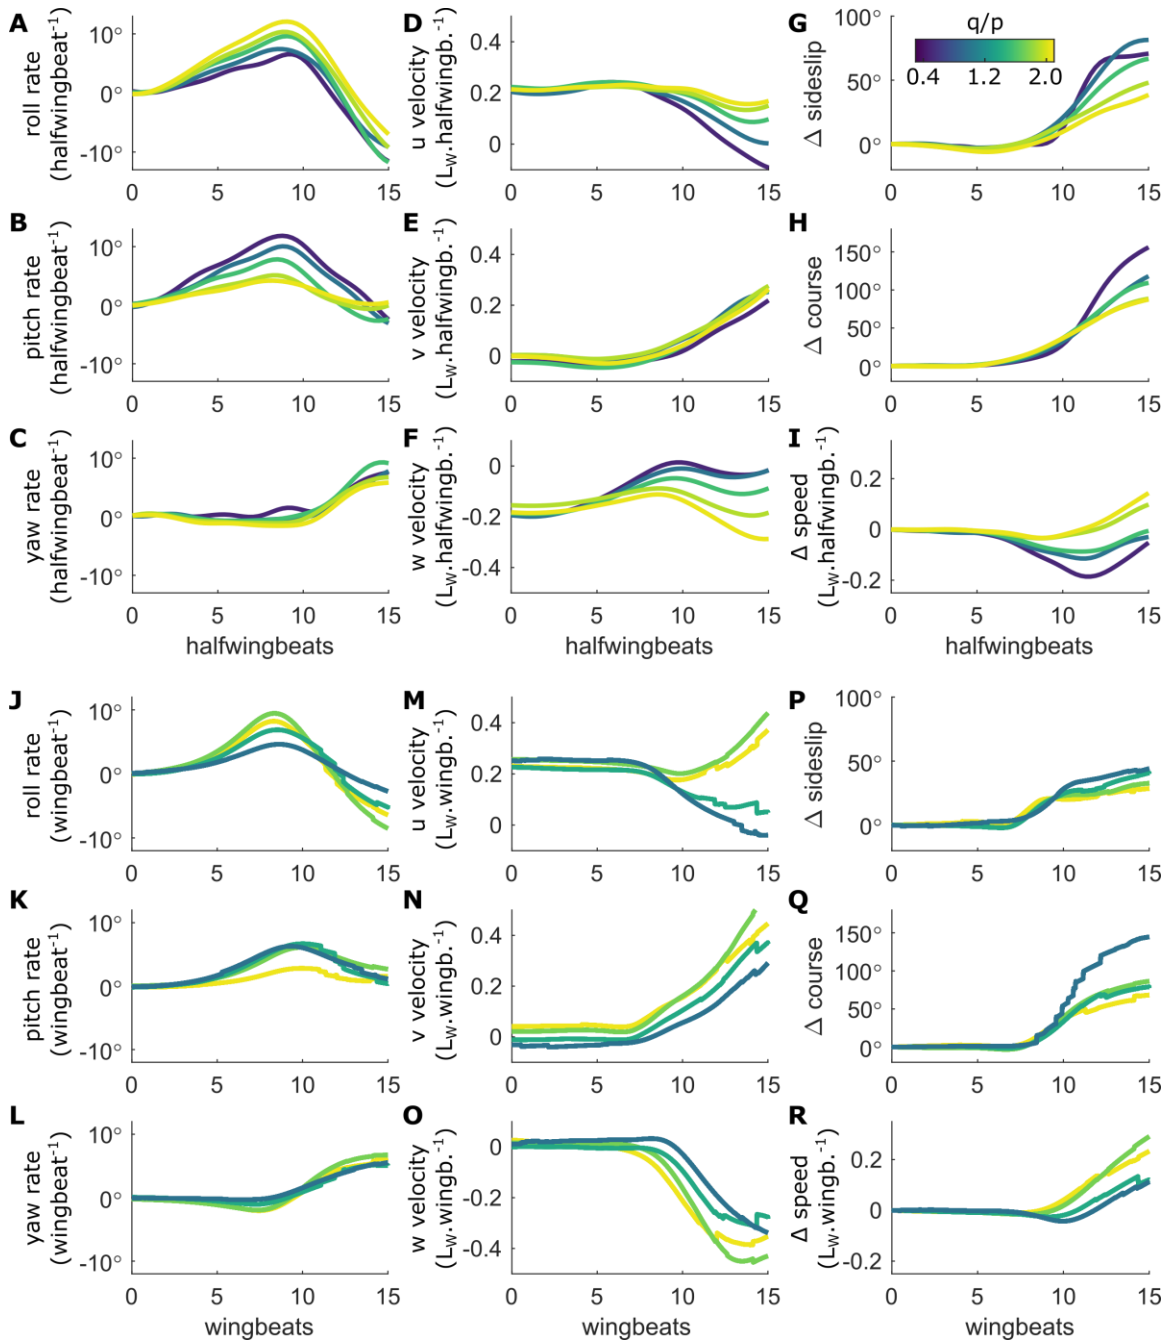 A
roll rate
(halfwingbeat⁻¹)
10°
0°
-10°
0 5 10 15
D
u velocity
(Lw.halfwingb.⁻¹)
0.4
0.2
0
0 5 10 15
G
Δ sideslip
100°
50°
0°
q/p
0.4 1.2 2.0
0 5 10 15
B
pitch rate
(halfwingbeat⁻¹)
10°
0°
-10°
0 5 10 15
E
v velocity
(Lw.halfwingb.⁻¹)
0.4
0.2
0
0 5 10 15
H
Δ course
150°
100°
50°
0°
0 5 10 15
C
yaw rate
(halfwingbeat⁻¹)
10°
0°
-10°
0 5 10 15
halfwingbeats
F
w velocity
(Lw.halfwingb.⁻¹)
0
-0.2
-0.4
0 5 10 15
halfwingbeats
I
Δ speed
(Lw.halfwingb.⁻¹)
0.2
0
-0.2
0 5 10 15
J
roll rate
(wingbeat⁻¹)
10°
0°
-10°
0 5 10 15
M
u velocity
(Lw.wingb.⁻¹)
0.4
0.2
0
0 5 10 15
P
Δ sideslip
100°
50°
0°
0 5 10 15
K
pitch rate
(wingbeat⁻¹)
10°
0°
-10°
0 5 10 15
N
v velocity
(Lw.wingb.⁻¹)
0.4
0.2
0
0 5 10 15
Q
Δ course
150°
100°
50°
0°
0 5 10 15
L
yaw rate
(wingbeat⁻¹)
10°
0°
-10°
0 5 10 15
wingbeats
O
w velocity
(Lw.wingb.⁻¹)
0
-0.2
-0.4
0 5 10 15
wingbeats
R
Δ speed
(Lw.wingb.⁻¹)
0.2
0
-0.2
0 5 10 15